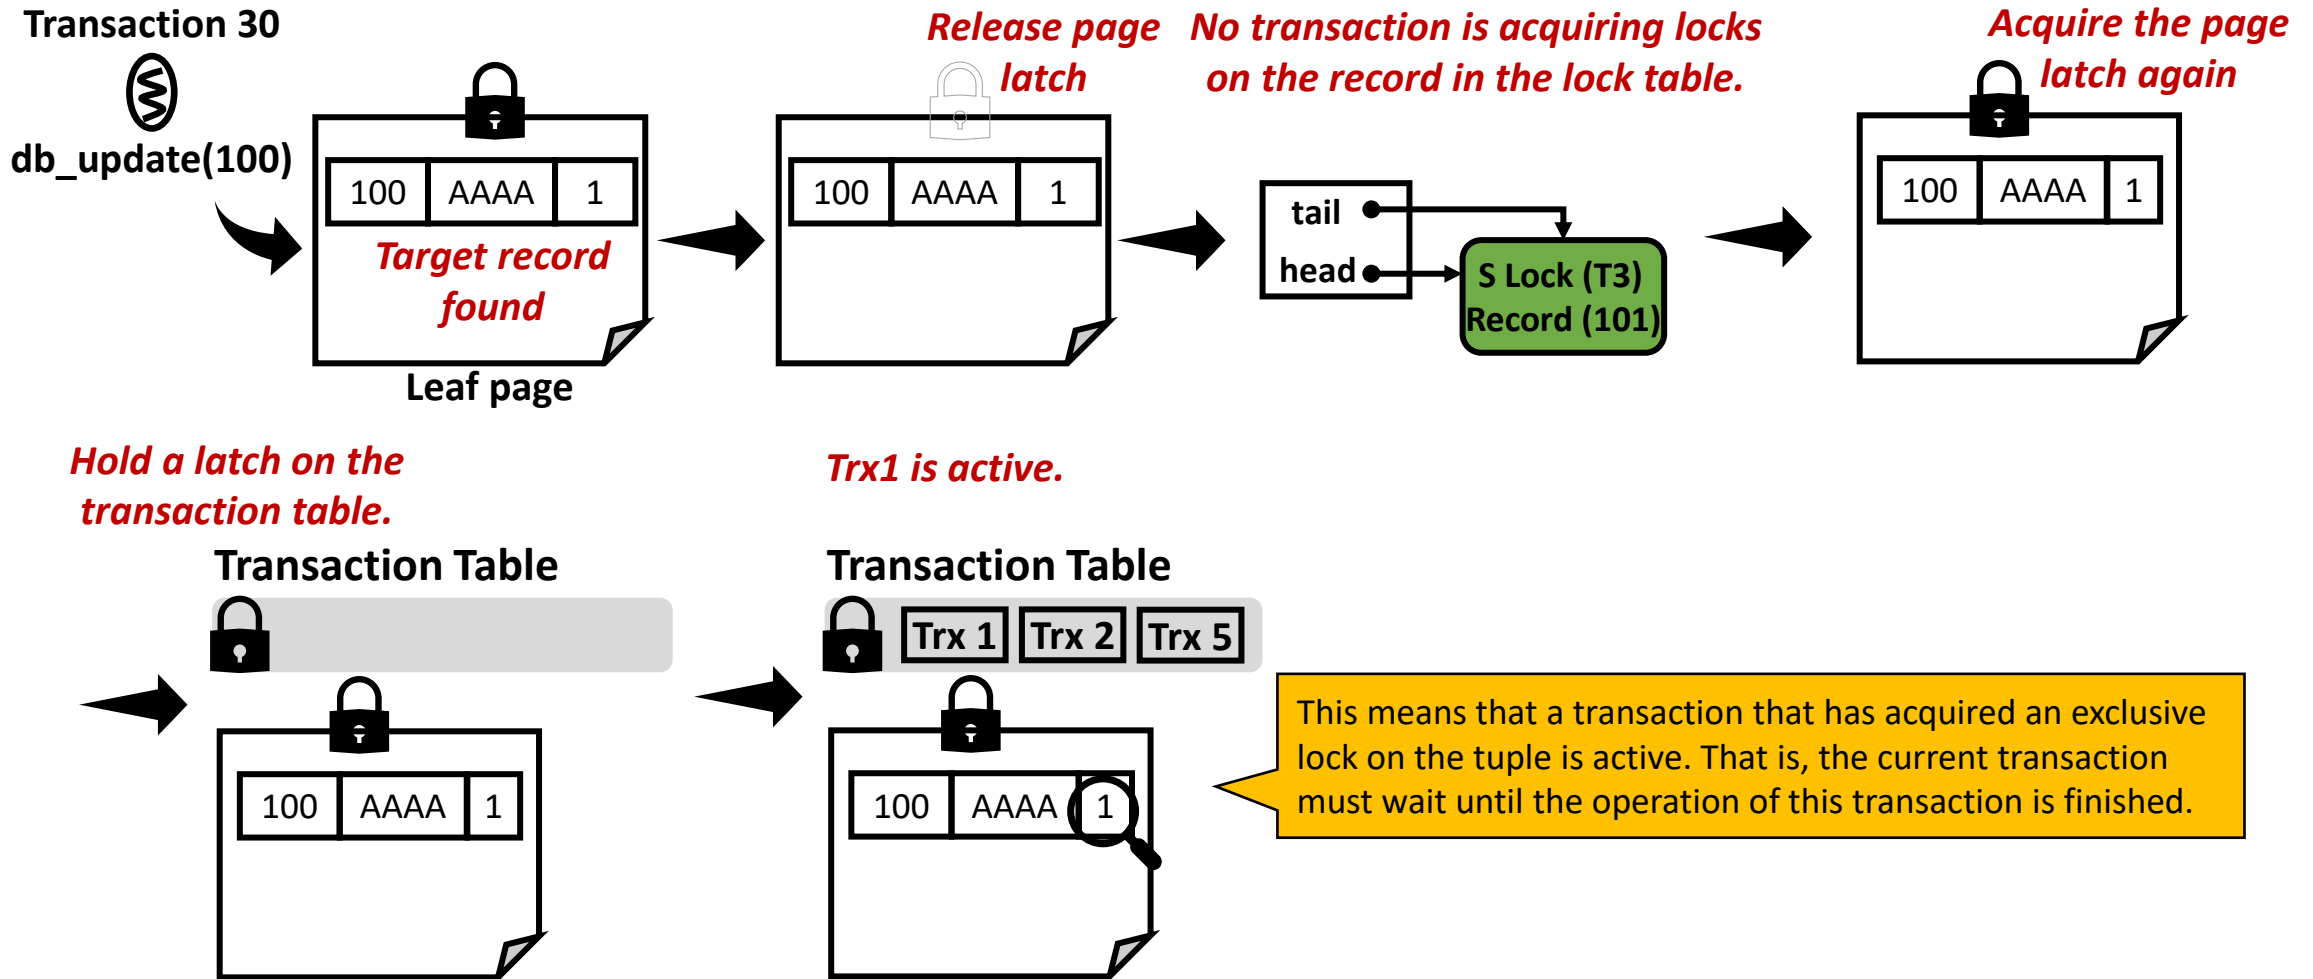 Transaction 30
db_update(100)
100 AAAA 1
Target record
found
Leaf page
Release page
latch
100 AAAA 1
No transaction is acquiring locks
on the record in the lock table.
tail
head
S Lock (T3)
Record (101)
Acquire the page
latch again
100 AAAA 1
Hold a latch on the
transaction table.
Transaction Table
100 AAAA 1
Trx1 is active.
Transaction Table
Trx 1 Trx 2 Trx 5
100 AAAA 1
This means that a transaction that has acquired an exclusive
lock on the tuple is active. That is, the current transaction
must wait until the operation of this transaction is finished.